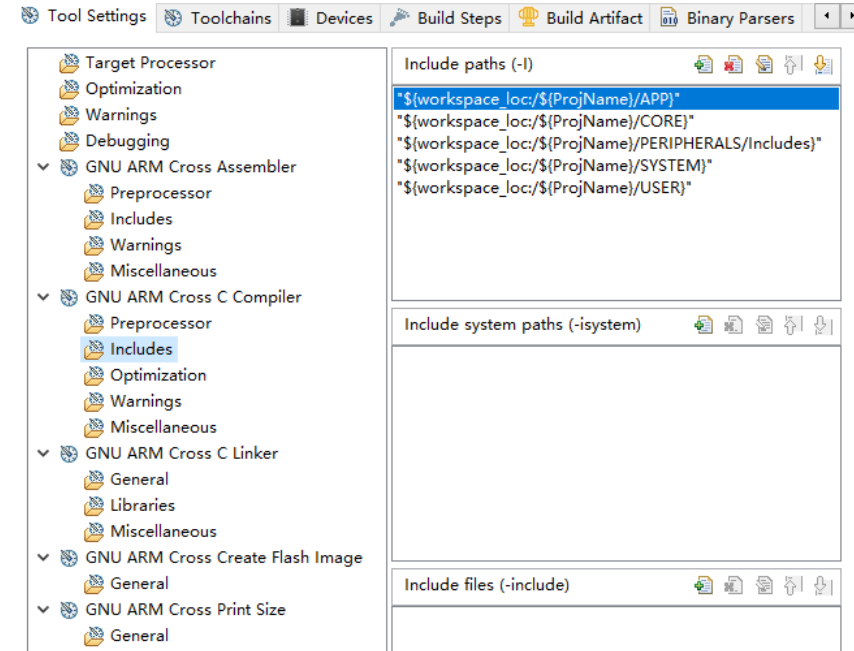 Tool Settings Toolchains Devices Build Steps Build Artifact Binary Parsers
Target Processor
Optimization
Warnings
Debugging
GNU ARM Cross Assembler
Preprocessor
Includes
Warnings
Miscellaneous
GNU ARM Cross C Compiler
Preprocessor
Includes
Optimization
Warnings
Miscellaneous
GNU ARM Cross C Linker
General
Libraries
Miscellaneous
GNU ARM Cross Create Flash Image
General
GNU ARM Cross Print Size
General
Include paths (-I)
"${workspace_loc:/${ProjName}/APP}"
"${workspace_loc:/${ProjName}/CORE}"
"${workspace_loc:/${ProjName}/PERIPHERALS/Includes}"
"${workspace_loc:/${ProjName}/SYSTEM}"
"${workspace_loc:/${ProjName}/USER}"
Include system paths (-isystem)
Include files (-include)